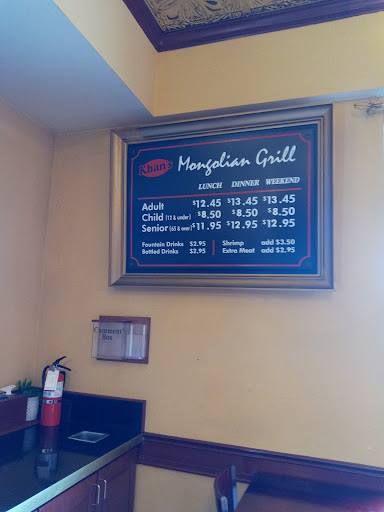 Khan's Mongolian Grill
LUNCH DINNER WEEKEND
Adult $12.45 $13.45 $13.45
Child (12 & under) $8.50 $8.50 $8.50
Senior (65 & over) $11.95 $12.95 $12.95
Fountain Drinks $2.95 Shrimp add $3.50
Bottled Drinks $2.95 Extra Meat add $2.95
Comment
Box